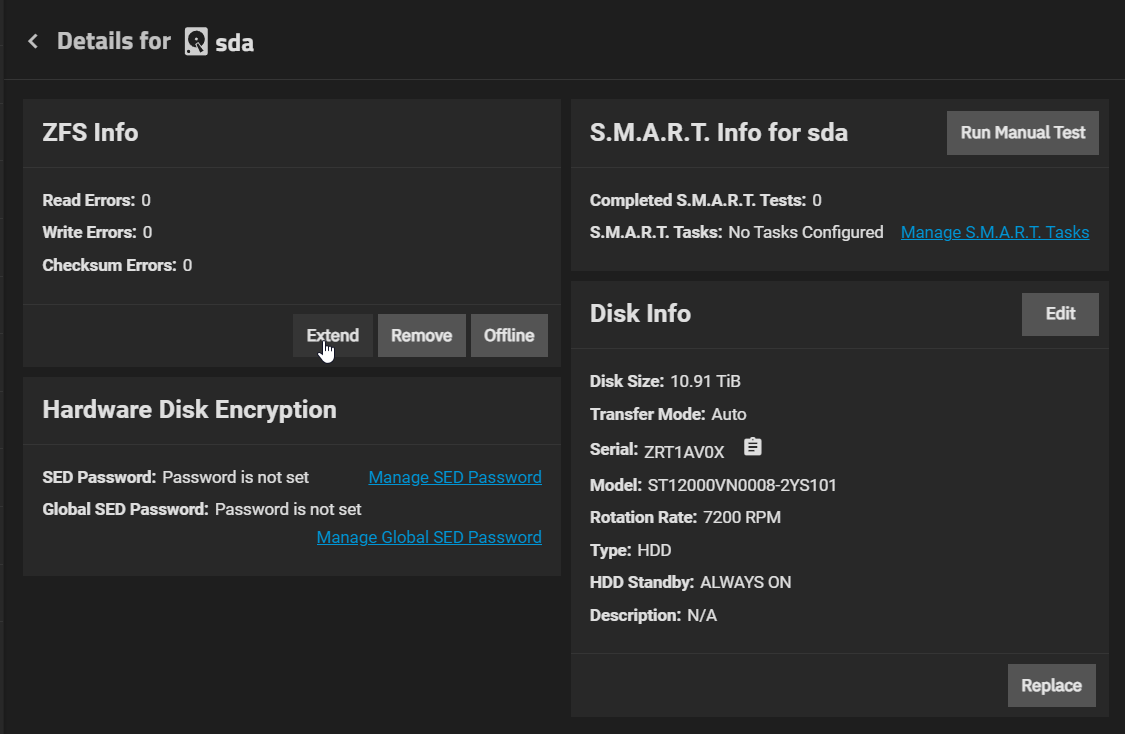 Details for sda
ZFS Info
Read Errors: 0
Write Errors: 0
Checksum Errors: 0
Extend Remove Offline
Hardware Disk Encryption
SED Password: Password is not set Manage SED Password
Global SED Password: Password is not set
Manage Global SED Password
S.M.A.R.T. Info for sda Run Manual Test
Completed S.M.A.R.T. Tests: 0
S.M.A.R.T. Tasks: No Tasks Configured Manage S.M.A.R.T. Tasks
Disk Info Edit
Disk Size: 10.91 TiB
Transfer Mode: Auto
Serial: ZRT1AV0X
Model: ST12000VN0008-2YS101
Rotation Rate: 7200 RPM
Type: HDD
HDD Standby: ALWAYS ON
Description: N/A
Replace